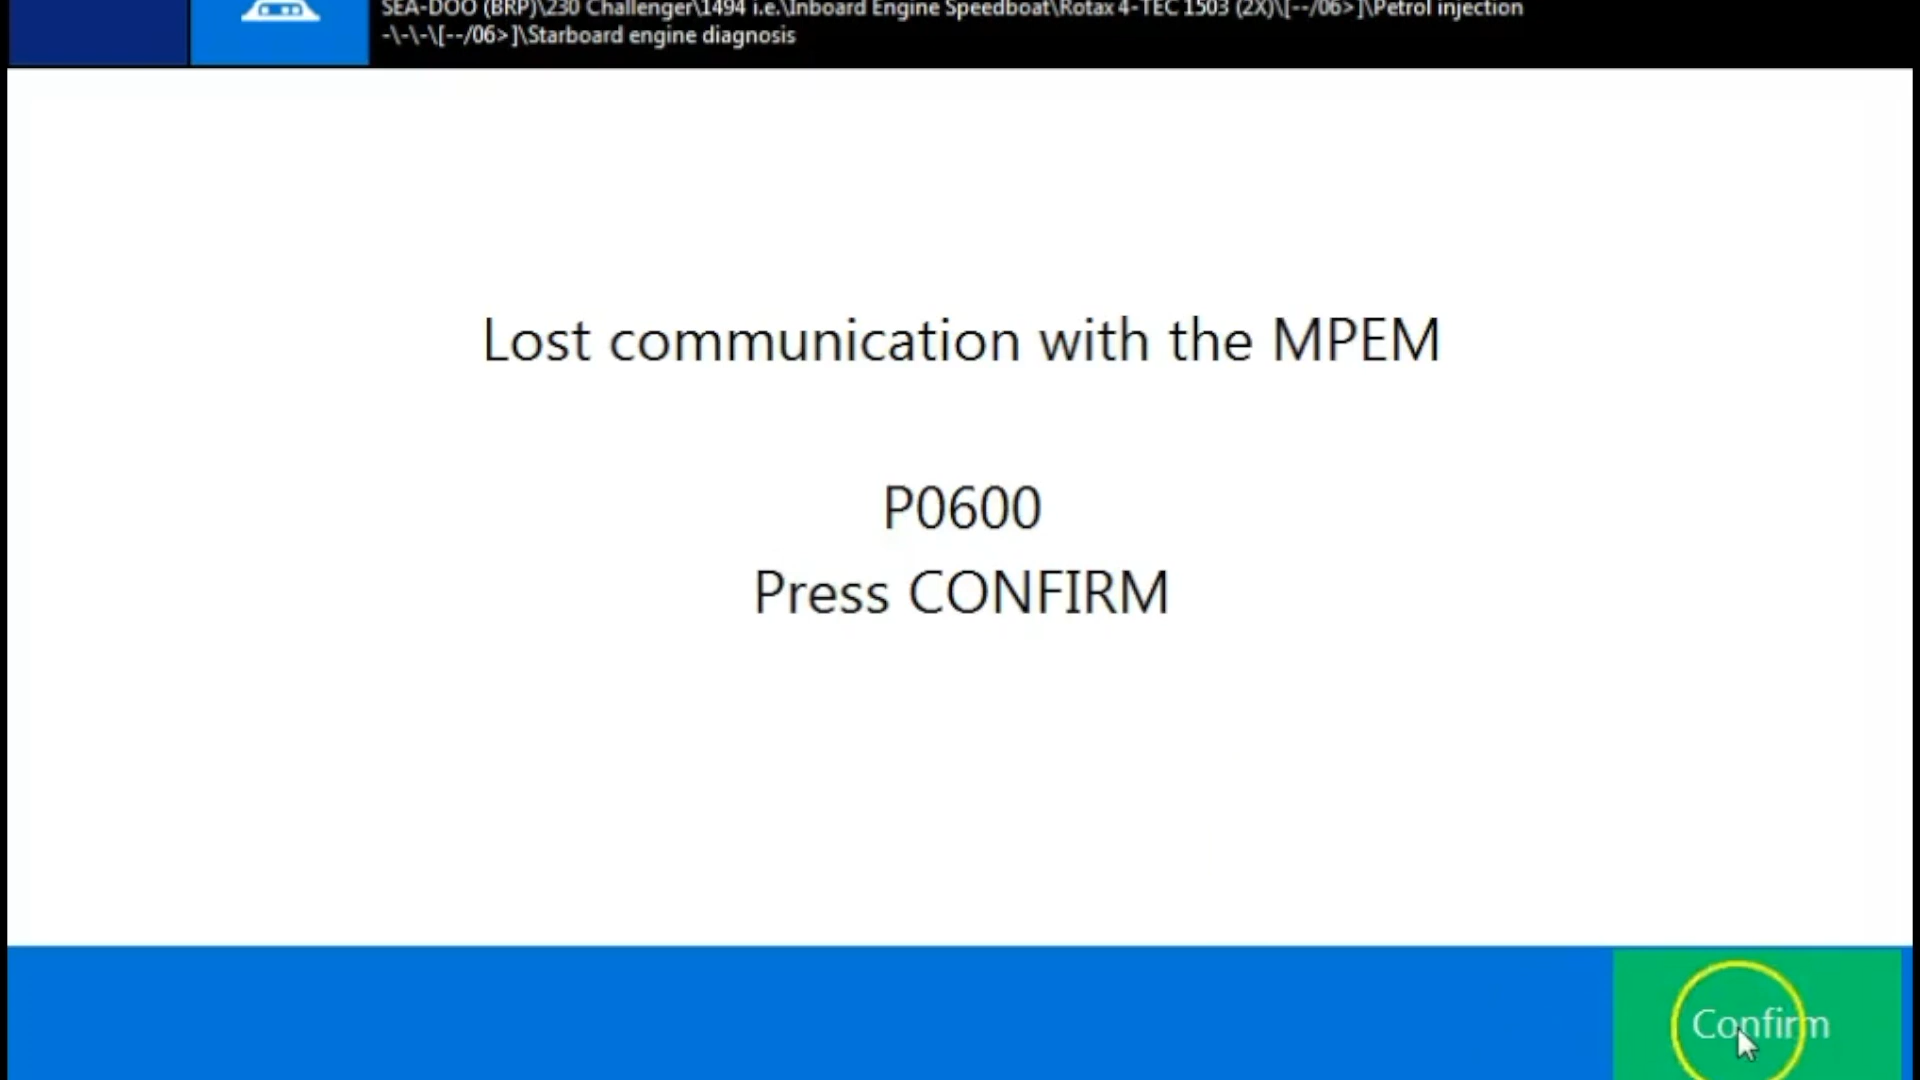 SEA-DOO (BRP)\230 Challenger\1494 i.e.\Inboard Engine Speedboat\Rotax 4-TEC 1503 (2X)\[--/06>]\Petrol injection
-\-\-\[--/06>]\Starboard engine diagnosis
Lost communication with the MPEM
P0600
Press CONFIRM
Confirm